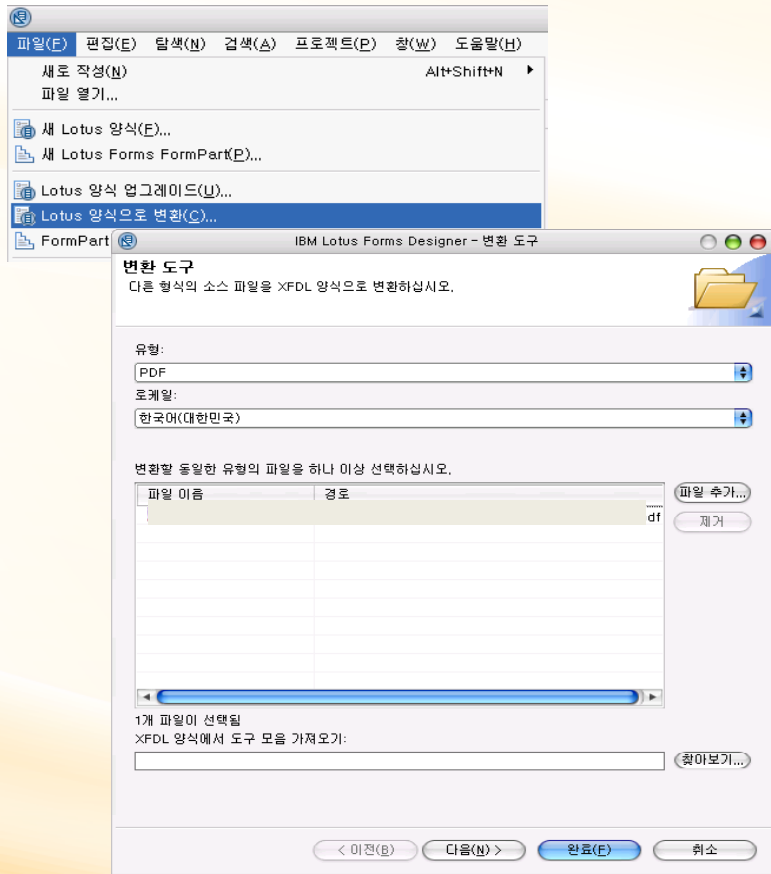 파일(F) 편집(E) 탐색(N) 검색(A) 프로젝트(P) 창(W) 도움말(H)
새로 작성(N) Alt+Shift+N
파일 열기...
새 Lotus 양식(F)...
새 Lotus Forms FormPart(P)...
Lotus 양식 업그레이드(U)...
Lotus 양식으로 변환(C)...
FormPart
IBM Lotus Forms Designer - 변환 도구
변환 도구
다른 형식의 소스 파일을 XFDL 양식으로 변환하십시오.
유형:
PDF
로케일:
한국어(대한민국)
변환할 동일한 유형의 파일을 하나 이상 선택하십시오.
파일 이름 경로 파일 추가...
df 제거
1개 파일이 선택됨
XFDL 양식에서 도구 모음 가져오기:
찾아보기...
< 이전(B) 다음(N) > 완료(F) 취소